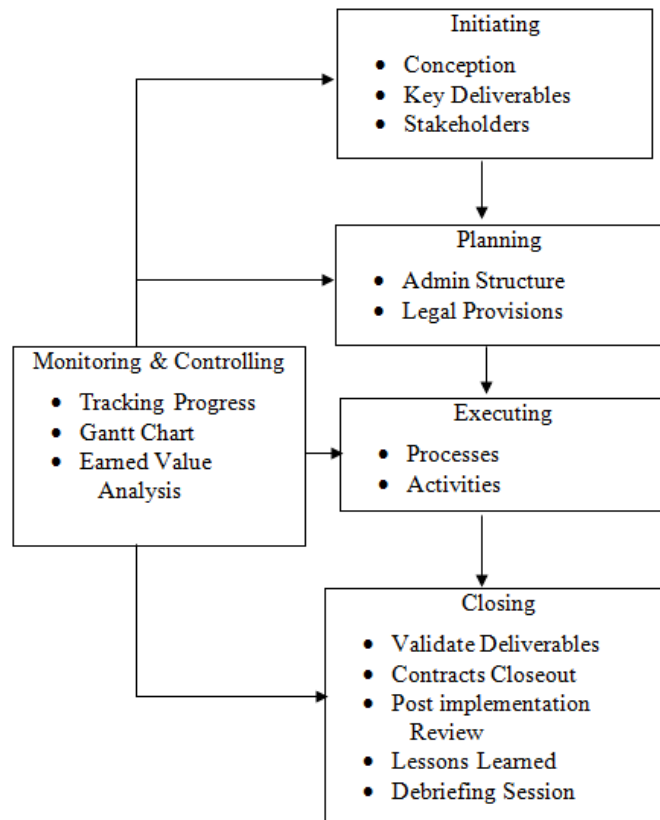 Initiating
• Conception
• Key Deliverables
• Stakeholders
Planning
• Admin Structure
• Legal Provisions
Monitoring & Controlling
• Tracking Progress
• Gantt Chart
• Earned Value
Analysis
Executing
• Processes
• Activities
Closing
• Validate Deliverables
• Contracts Closeout
• Post implementation
Review
• Lessons Learned
• Debriefing Session